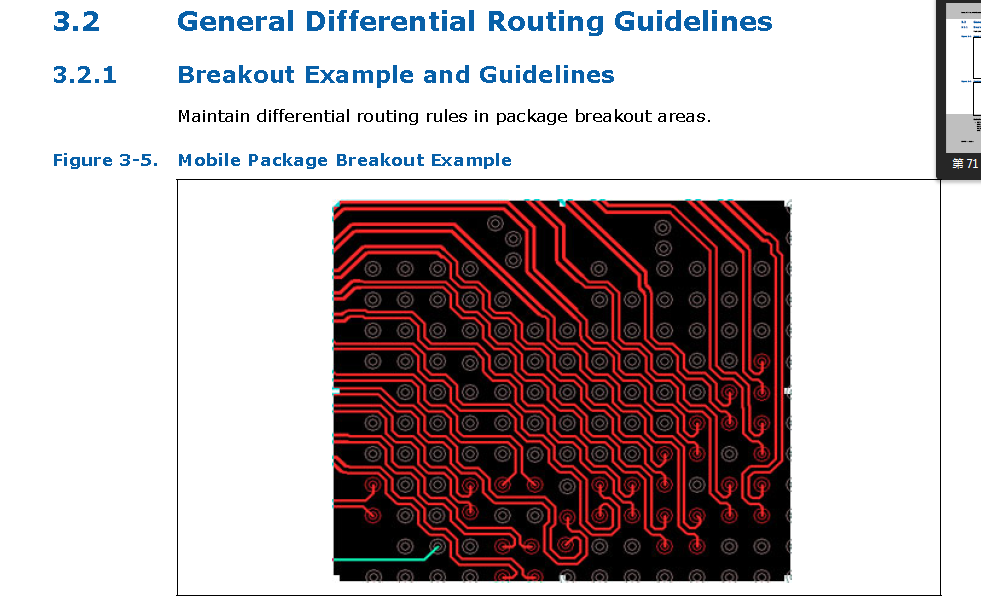 3.2 General Differential Routing Guidelines
3.2.1 Breakout Example and Guidelines
Maintain differential routing rules in package breakout areas.
Figure 3-5. Mobile Package Breakout Example
第 71